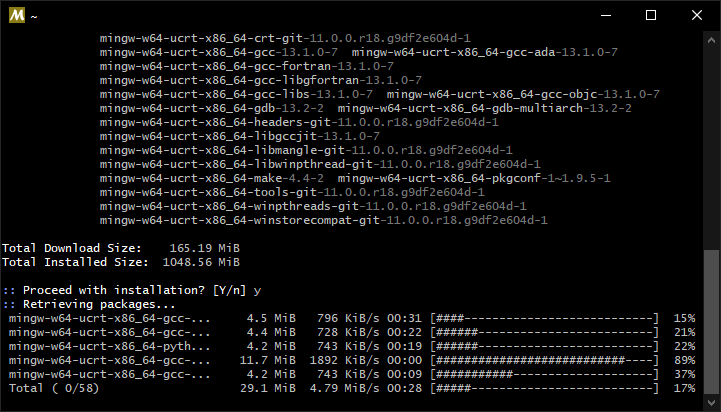 ~
mingw-w64-ucrt-x86_64-crt-git-11.0.0.r18.g9df2e604d-1
mingw-w64-ucrt-x86_64-gcc-13.1.0-7 mingw-w64-ucrt-x86_64-gcc-ada-13.1.0-7
mingw-w64-ucrt-x86_64-gcc-fortran-13.1.0-7
mingw-w64-ucrt-x86_64-gcc-libgfortran-13.1.0-7
mingw-w64-ucrt-x86_64-gcc-libs-13.1.0-7 mingw-w64-ucrt-x86_64-gcc-objc-13.1.0-7
mingw-w64-ucrt-x86_64-gdb-13.2-2 mingw-w64-ucrt-x86_64-gdb-multiarch-13.2-2
mingw-w64-ucrt-x86_64-headers-git-11.0.0.r18.g9df2e604d-1
mingw-w64-ucrt-x86_64-libgccjit-13.1.0-7
mingw-w64-ucrt-x86_64-libmangle-git-11.0.0.r18.g9df2e604d-1
mingw-w64-ucrt-x86_64-libwinpthread-git-11.0.0.r18.g9df2e604d-1
mingw-w64-ucrt-x86_64-make-4.4-2 mingw-w64-ucrt-x86_64-pkgconf-1~1.9.5-1
mingw-w64-ucrt-x86_64-tools-git-11.0.0.r18.g9df2e604d-1
mingw-w64-ucrt-x86_64-winpthreads-git-11.0.0.r18.g9df2e604d-1
mingw-w64-ucrt-x86_64-winstorecompat-git-11.0.0.r18.g9df2e604d-1
Total Download Size: 165.19 MiB
Total Installed Size: 1048.56 MiB
:: Proceed with installation? [Y/n] y
:: Retrieving packages...
mingw-w64-ucrt-x86_64-gcc-... 4.5 MiB 796 KiB/s 00:31 [####---------------------------] 15%
mingw-w64-ucrt-x86_64-gcc-... 4.4 MiB 728 KiB/s 00:22 [######-------------------------] 21%
mingw-w64-ucrt-x86_64-pyth... 4.2 MiB 743 KiB/s 00:19 [######-------------------------] 22%
mingw-w64-ucrt-x86_64-gcc-... 11.7 MiB 1892 KiB/s 00:00 [###########################----] 89%
mingw-w64-ucrt-x86_64-gcc-... 4.2 MiB 743 KiB/s 00:09 [###########--------------------] 37%
Total ( 0/58) 29.1 MiB 4.79 MiB/s 00:28 [#####--------------------------] 17%